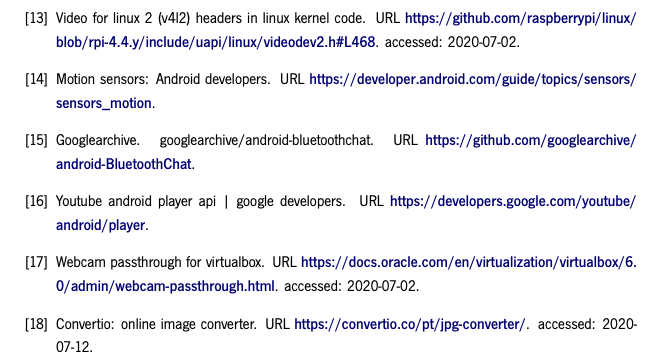 [13] Video for linux 2 (v4l2) headers in linux kernel code. URL https://github.com/raspberrypi/linux/
blob/rpi-4.4.y/include/uapi/linux/videodev2.h#L468. accessed: 2020-07-02.
[14] Motion sensors: Android developers. URL https://developer.android.com/guide/topics/sensors/
sensors_motion.
[15] Googlearchive. googlearchive/android-bluetoothchat. URL https://github.com/googlearchive/
android-BluetoothChat.
[16] Youtube android player api | google developers. URL https://developers.google.com/youtube/
android/player.
[17] Webcam passthrough for virtualbox. URL https://docs.oracle.com/en/virtualization/virtualbox/6.
0/admin/webcam-passthrough.html. accessed: 2020-07-02.
[18] Convertio: online image converter. URL https://convertio.co/pt/jpg-converter/. accessed: 2020-
07-12.